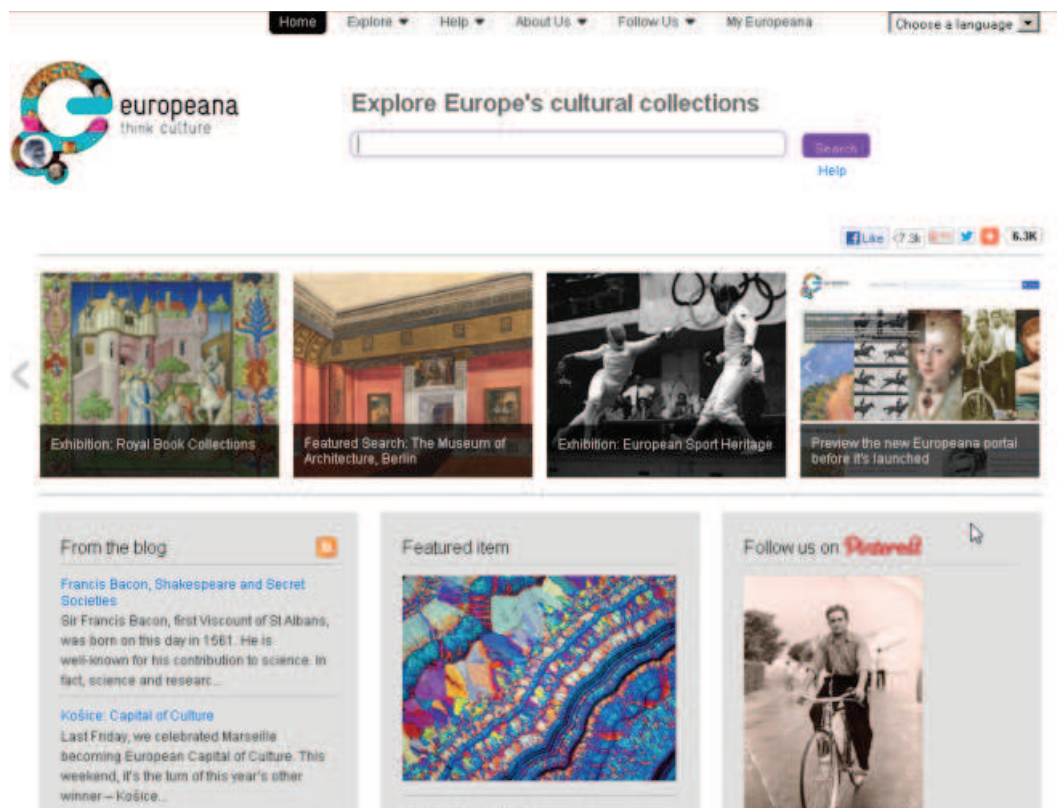 Home Explore Help About Us Follow Us My Europeana Choose a language
europeana
think culture
Explore Europe's cultural collections
Search
Help
Like 7.3k 6.3K
Exhibition: Royal Book Collections
Featured Search: The Museum of
Architecture, Berlin
Exhibition: European Sport Heritage
Preview the new Europeana portal
before it's launched
From the blog
Francis Bacon, Shakespeare and Secret
Societies
Sir Francis Bacon, first Viscount of St Albans,
was born on this day in 1561. He is
well-known for his contribution to science. In
fact, science and researc...
Košice: Capital of Culture
Last Friday, we celebrated Marseille
becoming European Capital of Culture. This
weekend, it's the turn of this year's other
winner – Košice...
Featured item
Follow us on Pinterest